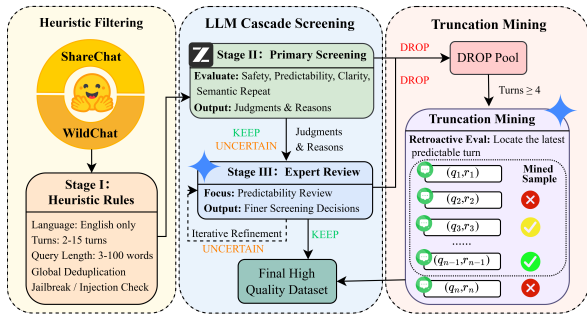 Heuristic Filtering
ShareChat
WildChat
Stage I:
Heuristic Rules
Language: English only
Turns: 2-15 turns
Query Length: 3-100 words
Global Deduplication
Jailbreak / Injection Check
LLM Cascade Screening
Z
Stage II: Primary Screening
Evaluate: Safety, Predictability, Clarity,
Semantic Repeat
Output: Judgments & Reasons
KEEP
UNCERTAIN
Judgments
& Reasons
Stage III: Expert Review
Focus: Predictability Review
Output: Finer Screening Decisions
Iterative Refinement
UNCERTAIN
KEEP
Final High
Quality Dataset
Truncation Mining
DROP
DROP
DROP Pool
Turns ≥ 4
Truncation Mining
Retroactive Eval: Locate the latest
predictable turn
Mined
Sample
(q₁,r₁)
(q₂,r₂)
(q₃,r₃)
......
(qₙ₋₁,rₙ₋₁)
(qₙ,rₙ)